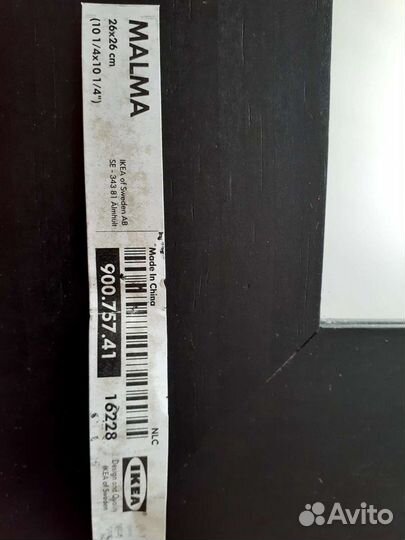 MALMA
26x26 cm
(10 1/4x10 1/4")
IKEA of Sweden AB
SE - 343 81 Älmhult
Made in China
900.757.41
16228
NLC
Design and Quality
IKEA of Sweden
IKEA
Avito